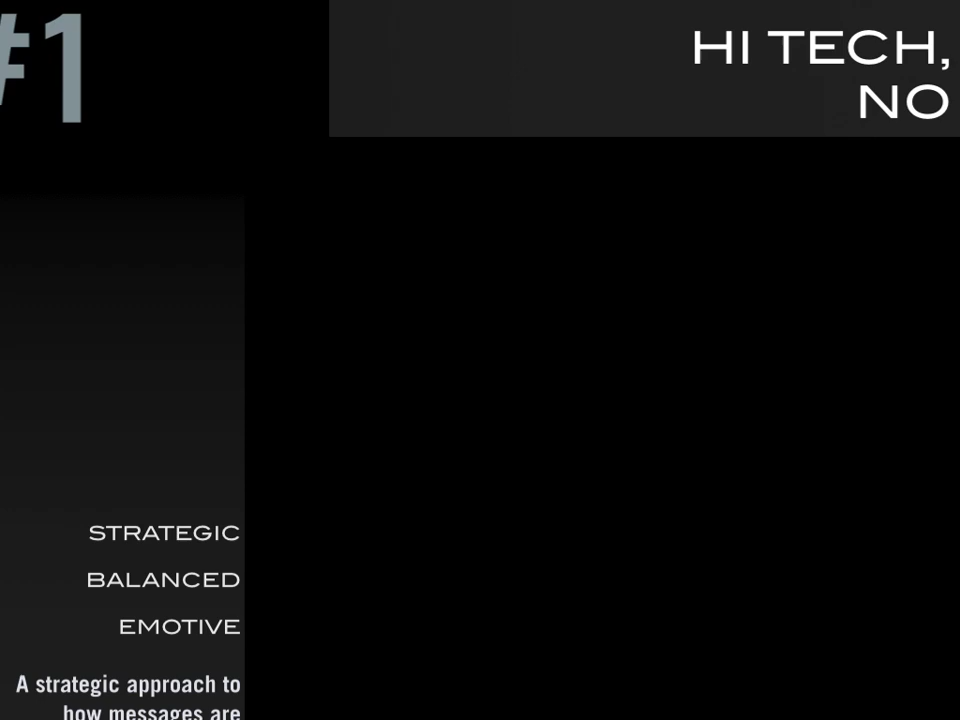 #1
HI TECH,
NO
STRATEGIC
BALANCED
EMOTIVE
A strategic approach to
how messages are